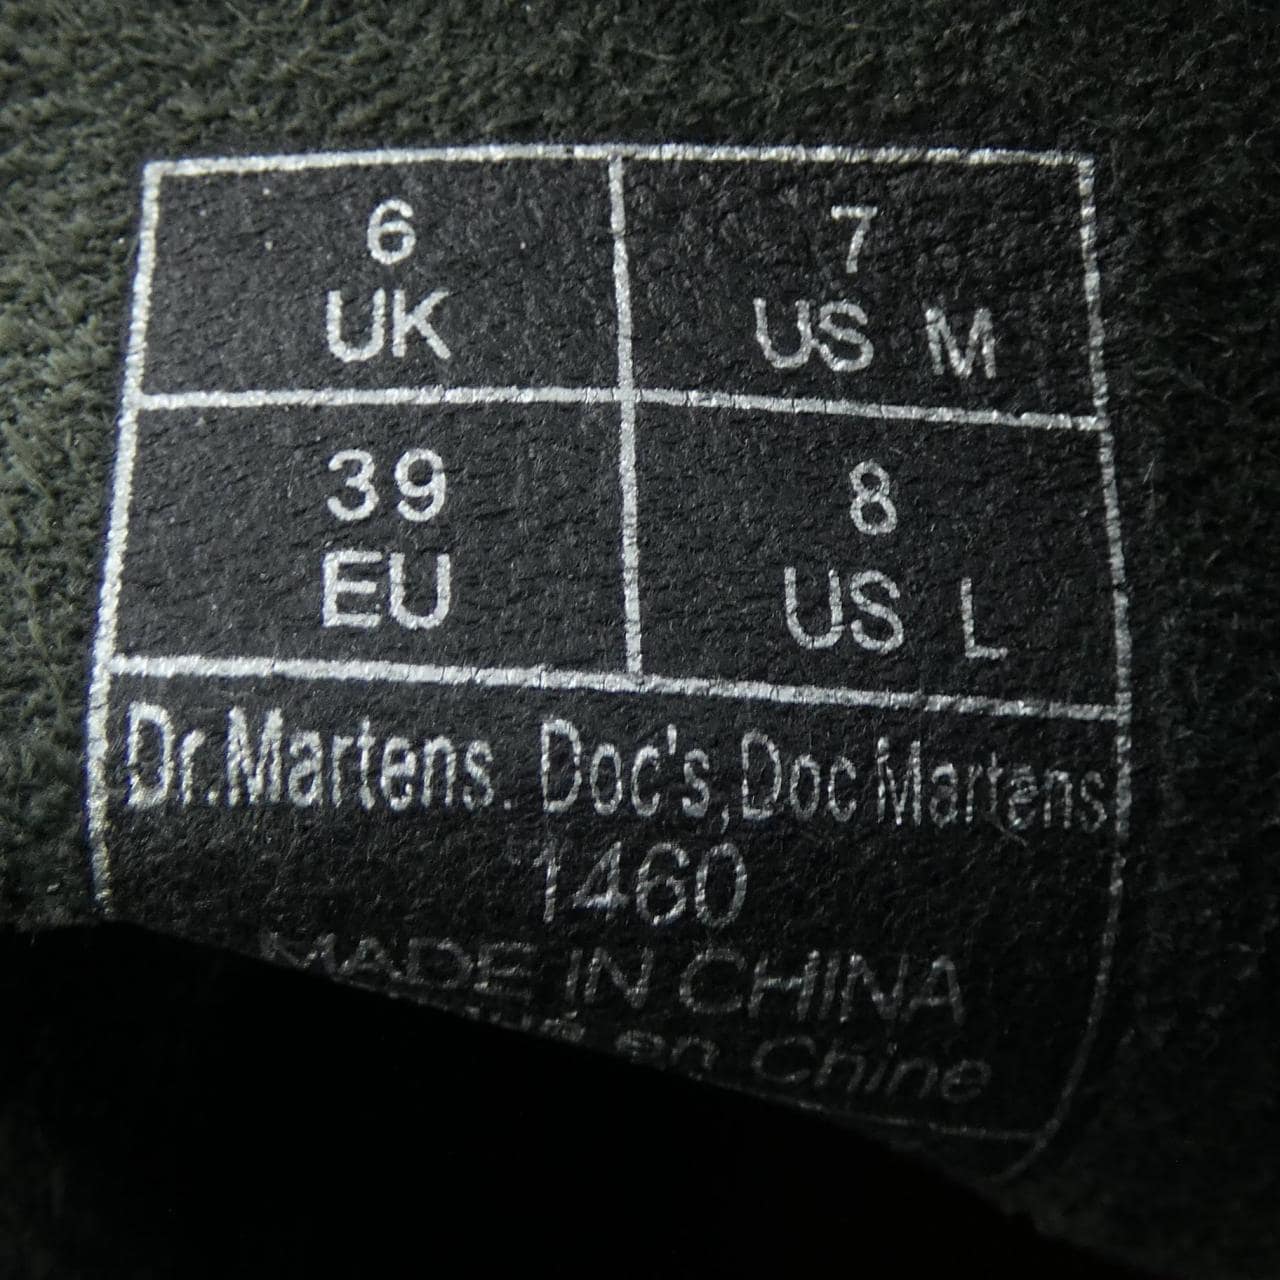 6
UK
7
US M
39
EU
8
US L
Dr.Martens. Doc's,Doc Martens
1460
MADE IN CHINA
en Chine